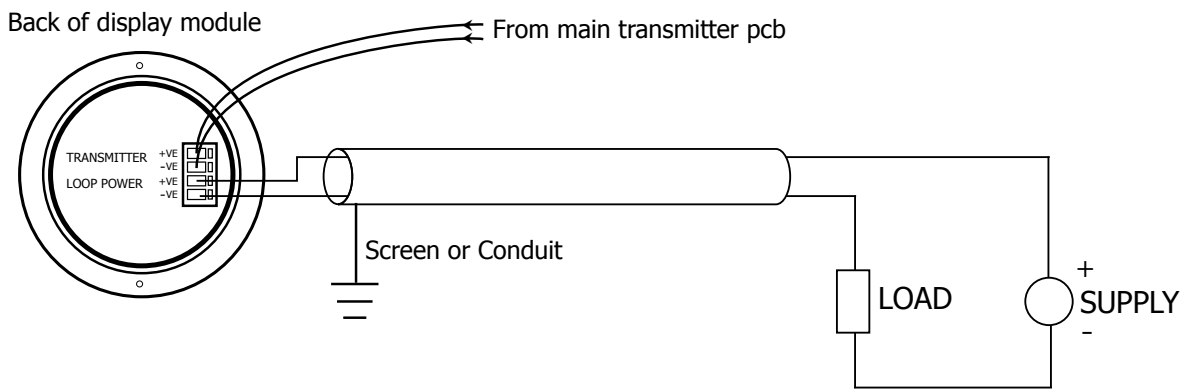 Back of display module
From main transmitter pcb
TRANSMITTER +VE
-VE
LOOP POWER +VE
-VE
Screen or Conduit
LOAD
+
SUPPLY
-